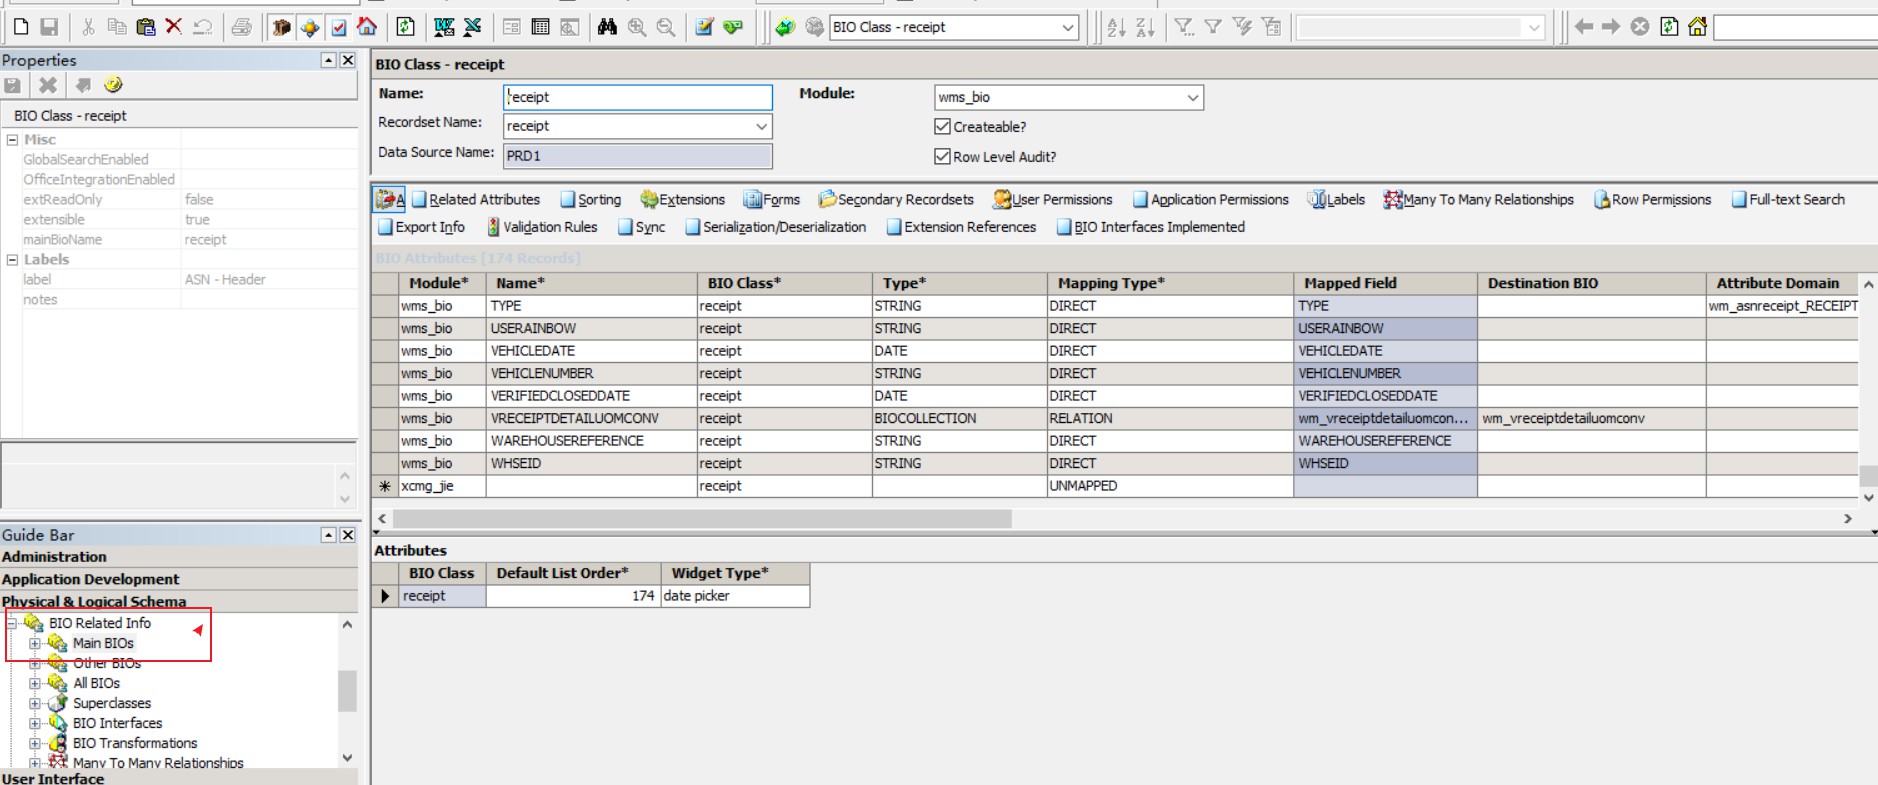 BIO Class - receipt
Properties
BIO Class - receipt
Misc
GlobalSearchEnabled
OfficeIntegrationEnabled
extReadOnly false
extensible true
mainBioName receipt
Labels
label ASN - Header
notes
Guide Bar
Administration
Application Development
Physical & Logical Schema
BIO Related Info
Main BIOs
Other BIOs
All BIOs
Superclasses
BIO Interfaces
BIO Transformations
Many To Many Relationships
User Interface
BIO Class - receipt
Name: receipt Module: wms_bio
Recordset Name: receipt Createable?
Data Source Name: PRD1 Row Level Audit?
A Related Attributes Sorting Extensions Forms Secondary Recordsets User Permissions Application Permissions Labels Many To Many Relationships Row Permissions Full-text Search
Export Info Validation Rules Sync Serialization/Deserialization Extension References BIO Interfaces Implemented
BIO Attributes [174 Records]
Module* Name* BIO Class* Type* Mapping Type* Mapped Field Destination BIO Attribute Domain
wms_bio TYPE receipt STRING DIRECT TYPE wm_asnreceipt_RECEIPT
wms_bio USERAINBOW receipt STRING DIRECT USERAINBOW
wms_bio VEHICLEDATE receipt DATE DIRECT VEHICLEDATE
wms_bio VEHICLENUMBER receipt STRING DIRECT VEHICLENUMBER
wms_bio VERIFIEDCLOSEDDATE receipt DATE DIRECT VERIFIEDCLOSEDDATE
wms_bio VRECEIPTDETAILUOMCONV receipt BIOCOLLECTION RELATION wm_vreceiptdetailuomcon... wm_vreceiptdetailuomconv
wms_bio WAREHOUSEREFERENCE receipt STRING DIRECT WAREHOUSEREFERENCE
wms_bio WHSEID receipt STRING DIRECT WHSEID
xcmg_jie receipt UNMAPPED
Attributes
BIO Class Default List Order* Widget Type*
receipt 174 date picker